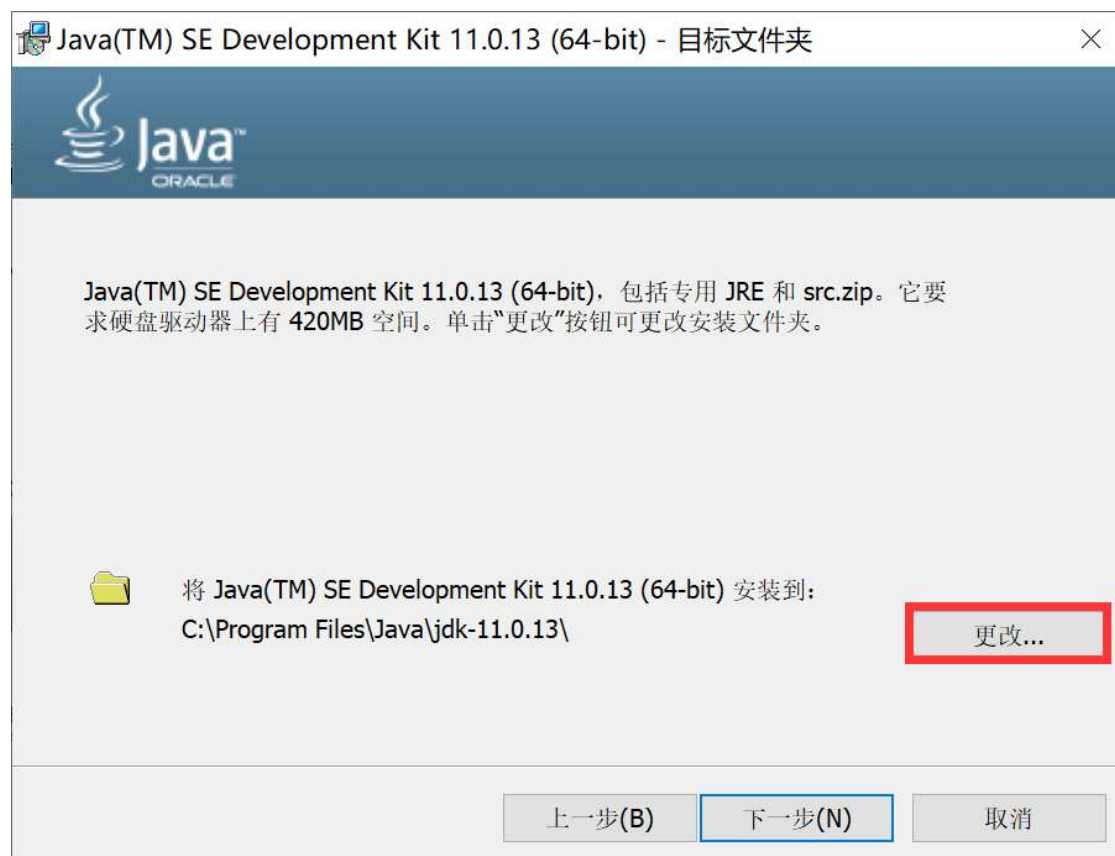 Java(TM) SE Development Kit 11.0.13 (64-bit) - 目标文件夹
Java™
ORACLE
Java(TM) SE Development Kit 11.0.13 (64-bit)，包括专用 JRE 和 src.zip。它要
求硬盘驱动器上有 420MB 空间。单击“更改”按钮可更改安装文件夹。
将 Java(TM) SE Development Kit 11.0.13 (64-bit) 安装到：
C:\Program Files\Java\jdk-11.0.13\
更改...
上一步(B)
下一步(N)
取消